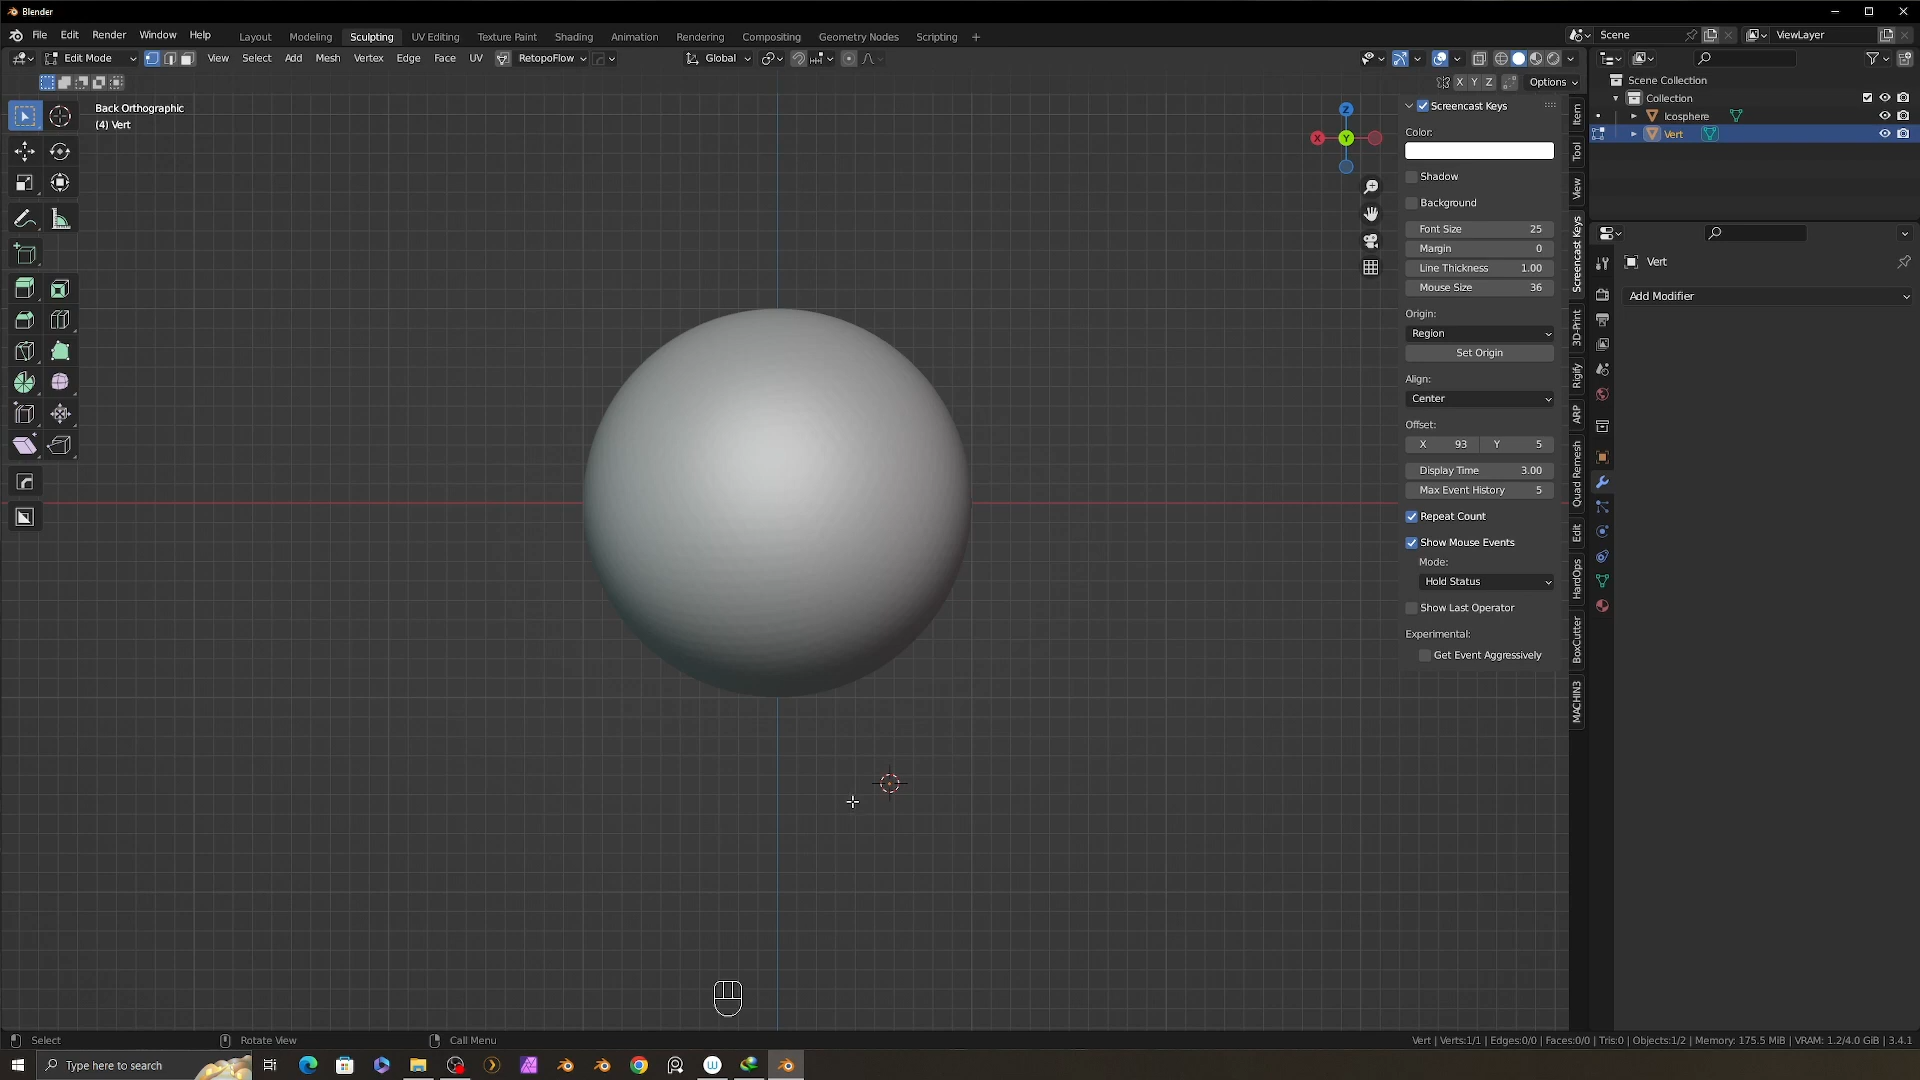 Blender
File Edit Render Window Help Layout Modeling Sculpting UV Editing Texture Paint Shading Animation Rendering Compositing Geometry Nodes Scripting + Scene ViewLayer
Edit Mode View Select Add Mesh Vertex Edge Face UV RetopoFlow Global
X Y Z Options
Back Orthographic
(4) Vert
Z
X Y
Screencast Keys
Color:
Shadow
Background
Font Size 25
Margin 0
Line Thickness 1.00
Mouse Size 36
Origin:
Region
Set Origin
Align:
Center
Offset:
X 93 Y 5
Display Time 3.00
Max Event History 5
Repeat Count
Show Mouse Events
Mode:
Hold Status
Show Last Operator
Experimental:
Get Event Aggressively
Item
Tool
View
Screencast Keys
3D-Print
Rigify
ARP
Quad Remesh
Edit
HardOps
BoxCutter
MACHIN3
Scene Collection
Collection
Icosphere
Vert
Vert
Add Modifier
Select Rotate View Call Menu
Vert | Verts:1/1 | Edges:0/0 | Faces:0/0 | Tris:0 | Objects:1/2 | Memory: 175.5 MiB | VRAM: 1.2/4.0 GiB | 3.4.1
Type here to search